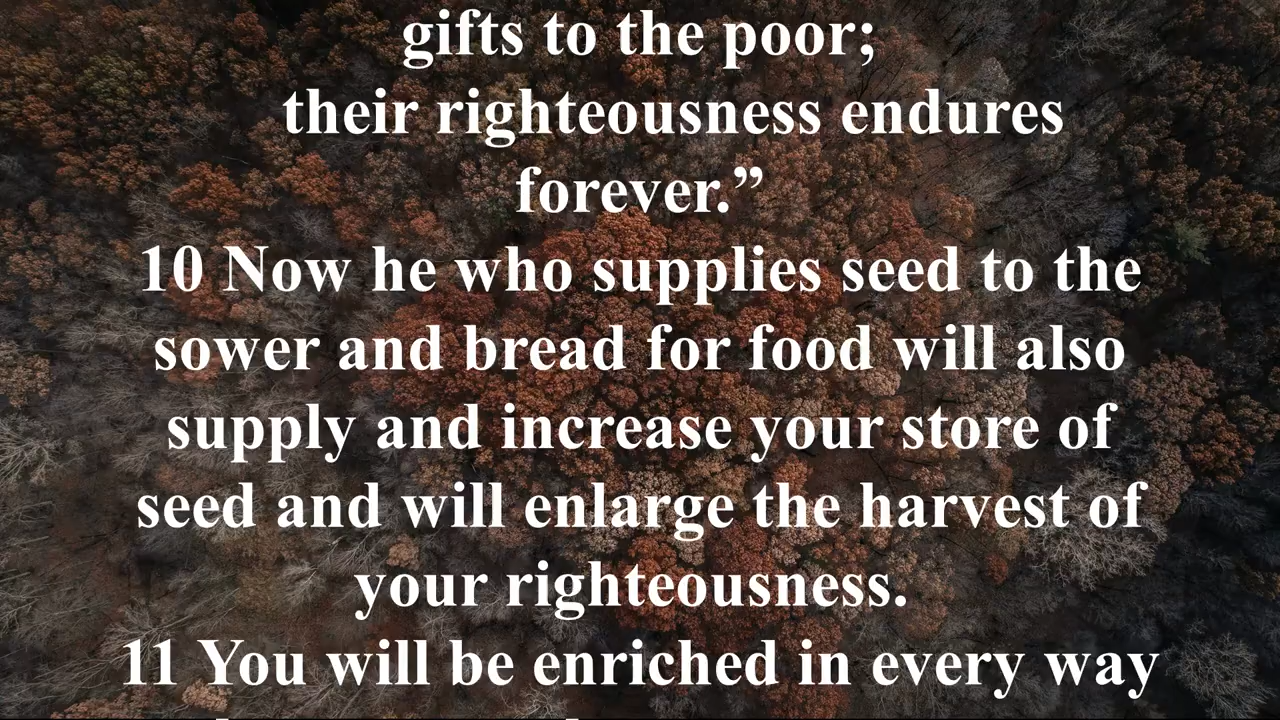 gifts to the poor;
their righteousness endures
forever.”
10 Now he who supplies seed to the
sower and bread for food will also
supply and increase your store of
seed and will enlarge the harvest of
your righteousness.
11 You will be enriched in every way